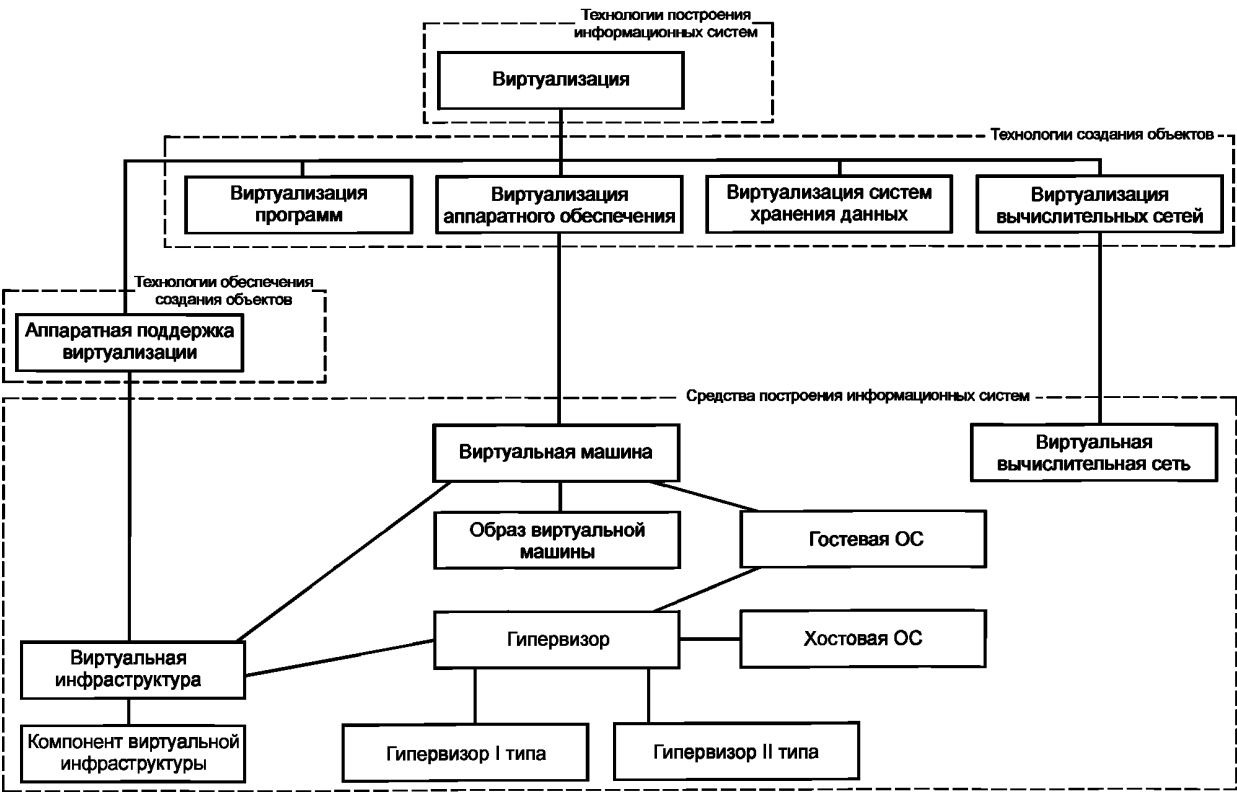 Технологии построения
информационных систем
Виртуализация
Технологии создания объектов
Виртуализация
программ
Виртуализация
аппаратного обеспечения
Виртуализация систем
хранения данных
Виртуализация
вычислительных сетей
Технологии обеспечения
создания объектов
Аппаратная поддержка
виртуализации
Средства построения информационных систем
Виртуальная машина
Виртуальная
вычислительная сеть
Образ виртуальной
машины
Гостевая ОС
Гипервизор
Хостовая ОС
Виртуальная
инфраструктура
Компонент виртуальной
инфраструктуры
Гипервизор I типа
Гипервизор II типа